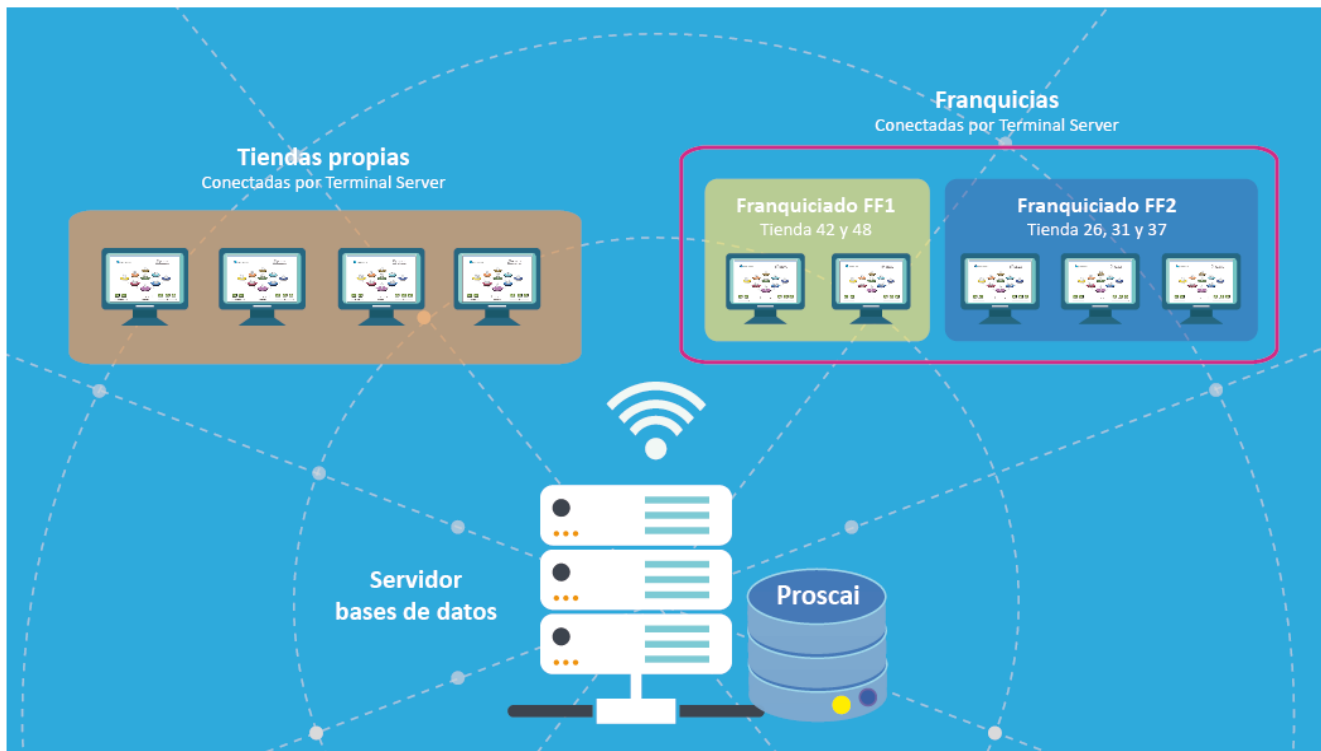 Franquicias
Conectadas por Terminal Server
Tiendas propias
Conectadas por Terminal Server
Franquiciado FF1
Tienda 42 y 48
Franquiciado FF2
Tienda 26, 31 y 37
Servidor
bases de datos
Proscai